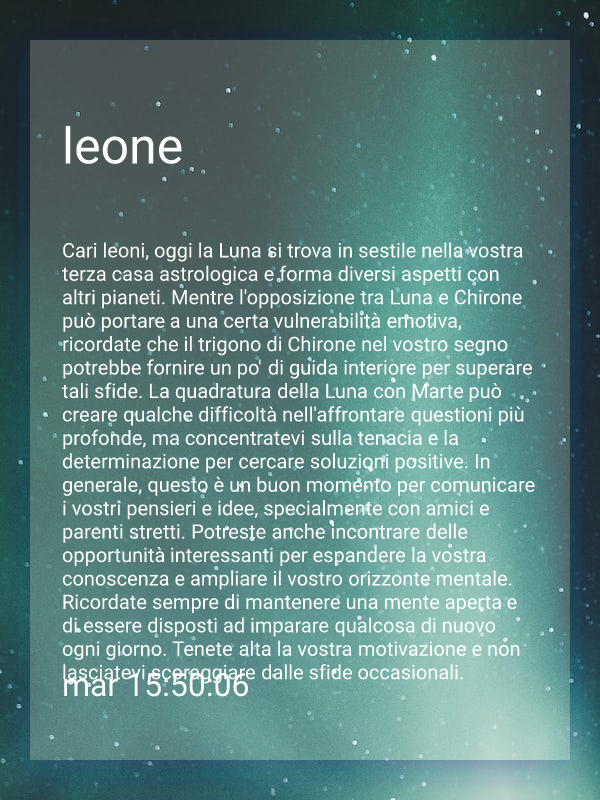 leone
Cari leoni, oggi la Luna si trova in sestile nella vostra
terza casa astrologica e forma diversi aspetti con
altri pianeti. Mentre l'opposizione tra Luna e Chirone
può portare a una certa vulnerabilità emotiva,
ricordate che il trigono di Chirone nel vostro segno
potrebbe fornire un po' di guida interiore per superare
tali sfide. La quadratura della Luna con Marte può
creare qualche difficoltà nell'affrontare questioni più
profonde, ma concentratevi sulla tenacia e la
determinazione per cercare soluzioni positive. In
generale, questo è un buon momento per comunicare
i vostri pensieri e idee, specialmente con amici e
parenti stretti. Potreste anche incontrare delle
opportunità interessanti per espandere la vostra
conoscenza e ampliare il vostro orizzonte mentale.
Ricordate sempre di mantenere una mente aperta e
di essere disposti ad imparare qualcosa di nuovo
ogni giorno. Tenete alta la vostra motivazione e non
lasciatevi scoraggiare dalle sfide occasionali.
mar 15:50:06